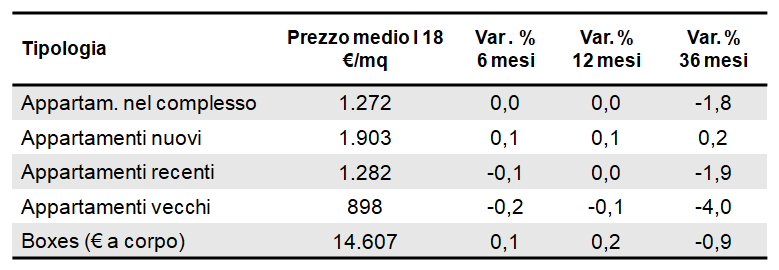 Tipologia Prezzo medio I 18 €/mq Var. % 6 mesi Var. % 12 mesi Var. % 36 mesi
Appartam. nel complesso 1.272 0,0 0,0 -1,8
Appartamenti nuovi 1.903 0,1 0,1 0,2
Appartamenti recenti 1.282 -0,1 0,0 -1,9
Appartamenti vecchi 898 -0,2 -0,1 -4,0
Boxes (€ a corpo) 14.607 0,1 0,2 -0,9